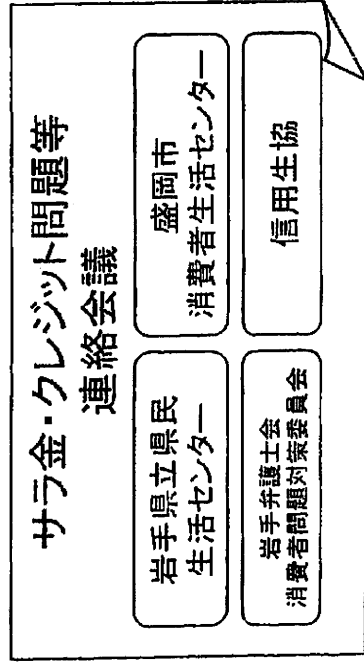 サラ金・クレジット問題等
連絡会議
岩手県立県民
生活センター
盛岡市
消費者生活センター
岩手弁護士会
消費者問題対策委員会
信用生協